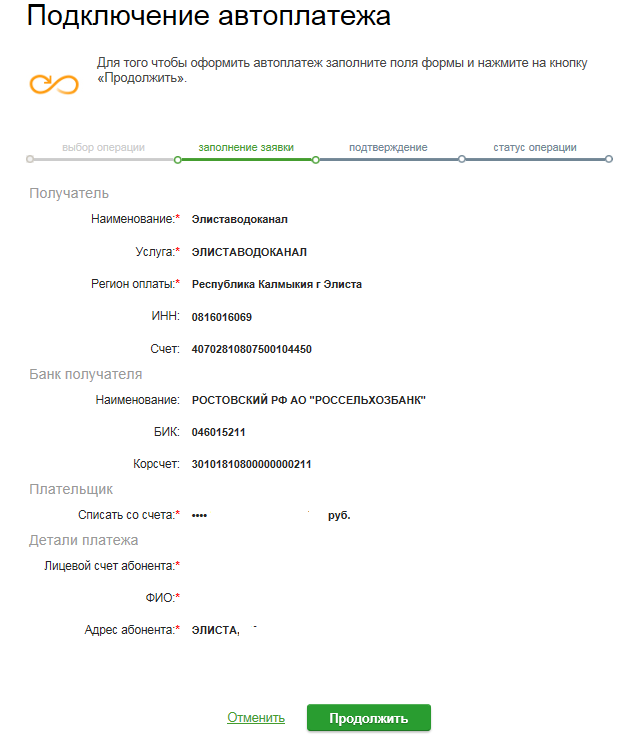 Подключение автоплатежа
Для того чтобы оформить автоплатеж заполните поля формы и нажмите на кнопку
«Продолжить».
выбор операции заполнение заявки подтверждение статус операции
Получатель
Наименование:* Элиставодоканал
Услуга:* ЭЛИСТАВОДОКАНАЛ
Регион оплаты:* Республика Калмыкия г Элиста
ИНН: 0816016069
Счет: 40702810807500104450
Банк получателя
Наименование: РОСТОВСКИЙ РФ АО "РОССЕЛЬХОЗБАНК"
БИК: 046015211
Корсчет: 30101810800000000211
Плательщик
Списать со счета:* •••• руб.
Детали платежа
Лицевой счет абонента:*
ФИО:*
Адрес абонента:* ЭЛИСТА,
Отменить Продолжить